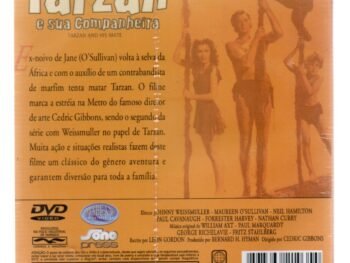 Tarzan
e sua Companheira
TARZAN AND HIS MATE
Ex-noivo de Jane (O'Sullivan) volta à selva da
África e com o auxílio de um contrabandista
de marfim tenta matar Tarzan. O filme
marca a estréia na Metro do famoso diretor
de arte Cedric Gibbons, sendo o segundo da
série com Weissmuller no papel de Tarzan.
Muita ação e situações realistas fazem deste
filme um clássico do gênero aventura e
garantem diversão para toda a família.
DVD
VIDEO
Sono
press
Elenco: JOHNNY WEISSMULLER - MAUREEN O'SULLIVAN - NEIL HAMILTON
PAUL CAVANAUGH - FORRESTER HARVEY - NATHAN CURRY
Música de WILLIAM AXT - PAUL MARQUARDT
GEORGE RICHELAVIE - FRITZ STAHLBERG
Escrito por LEON GORDON. Produzido por BERNARD H. HYMAN. Dirigido por CEDRIC GIBBONS